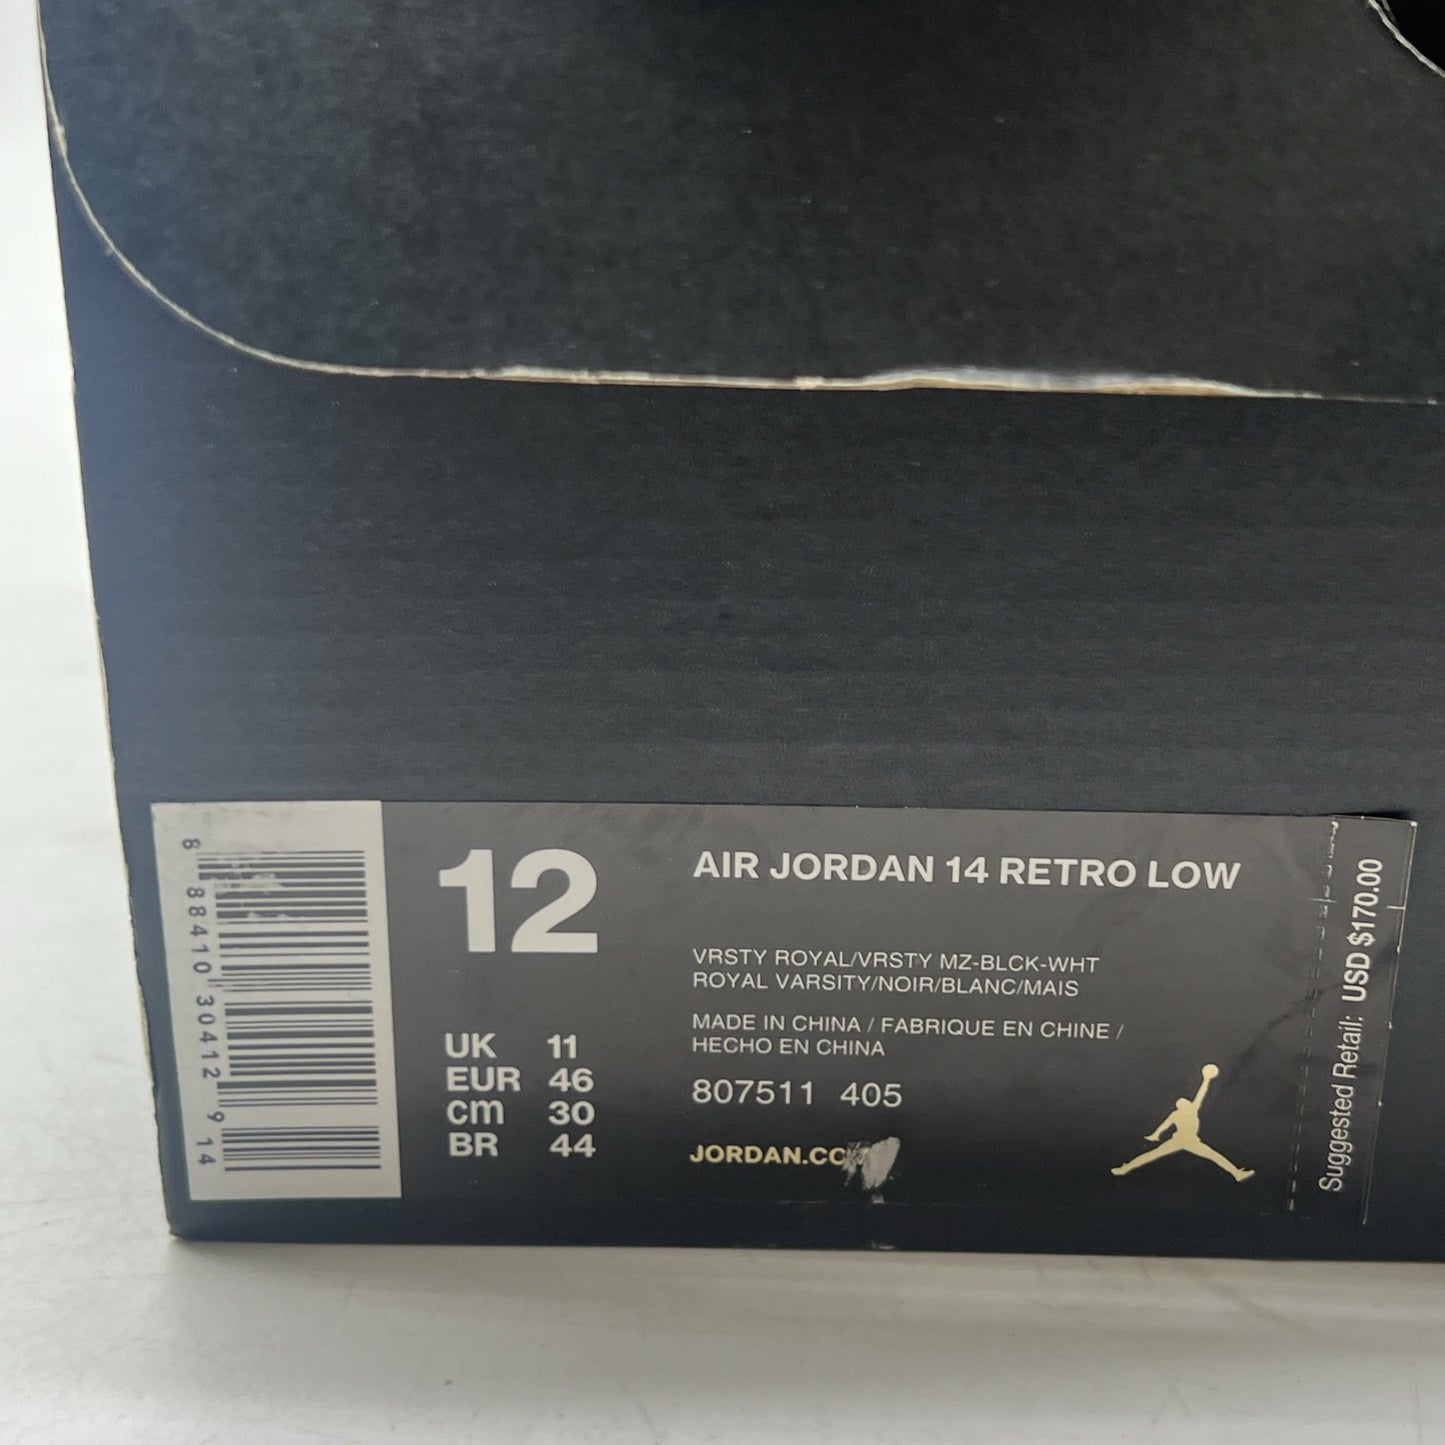 8 88410 30412 9 14
12
UK 11
EUR 46
cm 30
BR 44
AIR JORDAN 14 RETRO LOW
VRSTY ROYAL/VRSTY MZ-BLCK-WHT
ROYAL VARSITY/NOIR/BLANC/MAIS
MADE IN CHINA / FABRIQUE EN CHINE /
HECHO EN CHINA
807511 405
Suggested Retail: USD $170.00